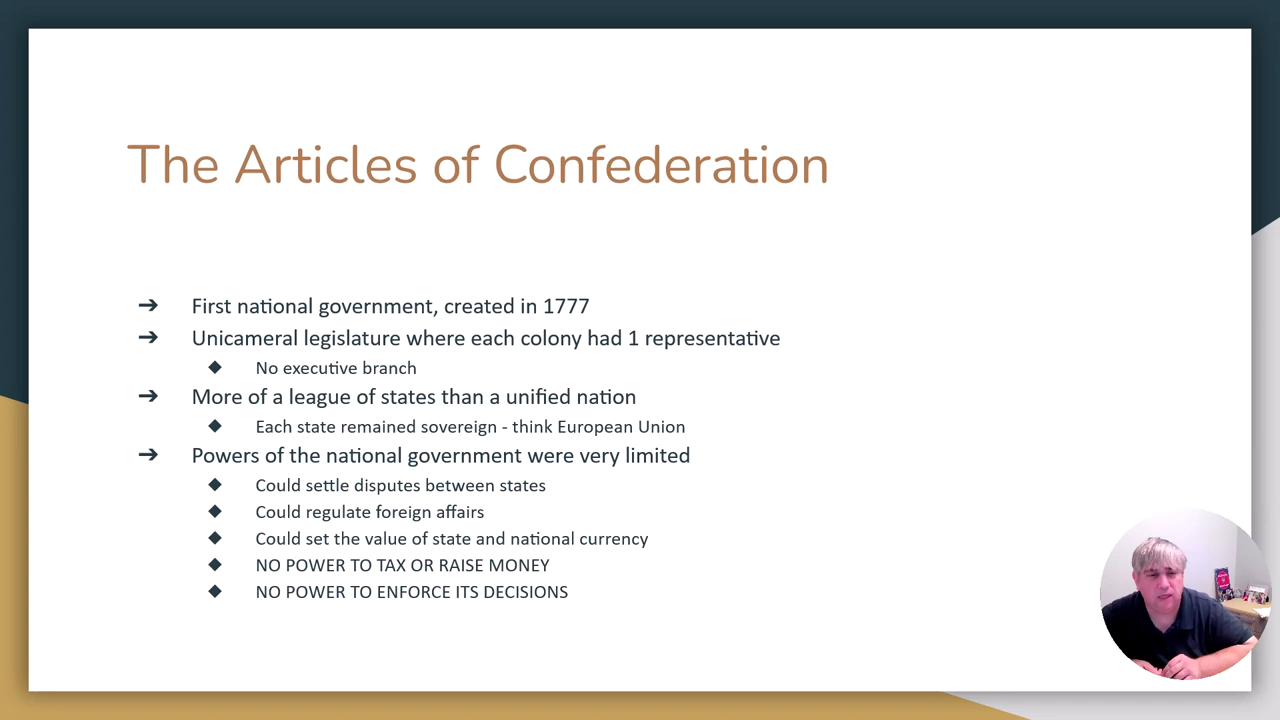 The Articles of Confederation
➔ First national government, created in 1777
➔ Unicameral legislature where each colony had 1 representative
◆ No executive branch
➔ More of a league of states than a unified nation
◆ Each state remained sovereign - think European Union
➔ Powers of the national government were very limited
◆ Could settle disputes between states
◆ Could regulate foreign affairs
◆ Could set the value of state and national currency
◆ NO POWER TO TAX OR RAISE MONEY
◆ NO POWER TO ENFORCE ITS DECISIONS